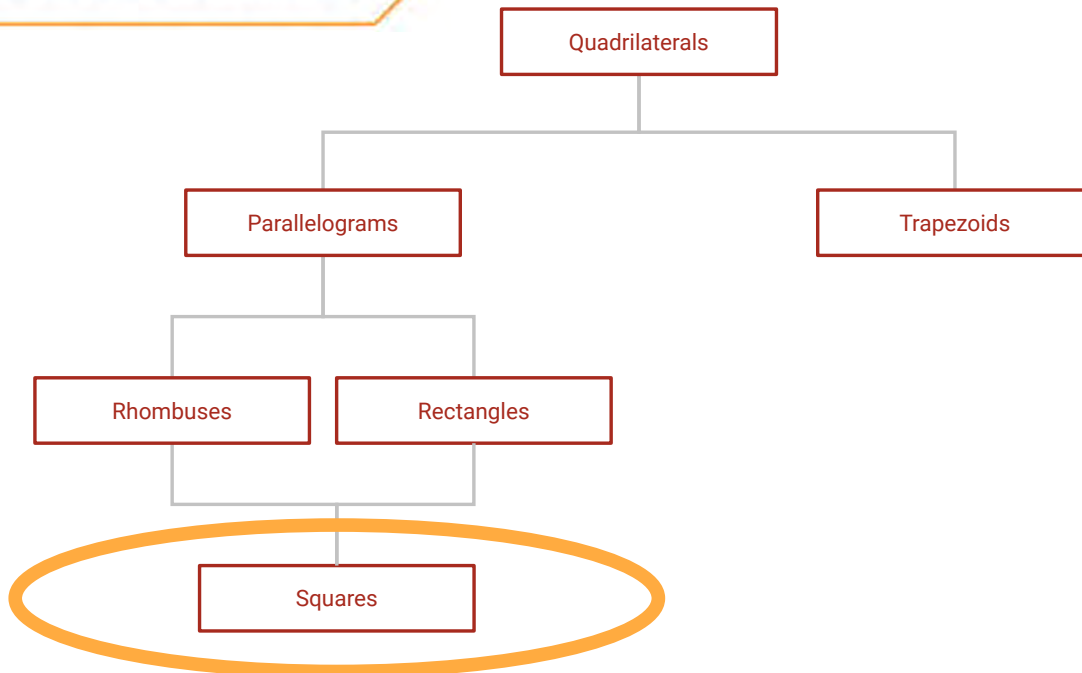 Quadrilaterals
Parallelograms
Trapezoids
Rhombuses
Rectangles
Squares